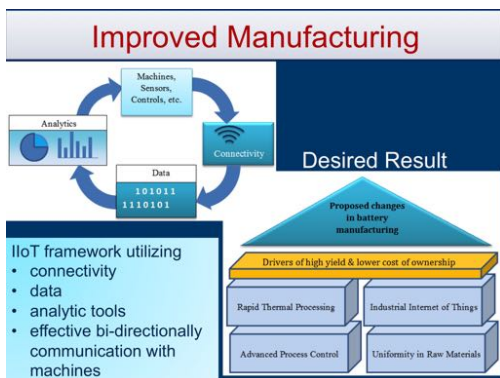 Improved Manufacturing
Machines,
Sensors,
Controls, etc.
Analytics
Connectivity
Data
101011
1110101
Desired Result
Proposed changes
in battery
manufacturing
Drivers of high yield & lower cost of ownership
Rapid Thermal Processing
Industrial Internet of Things
Advanced Process Control
Uniformity in Raw Materials
IIoT framework utilizing
• connectivity
• data
• analytic tools
• effective bi-directionally
communication with
machines